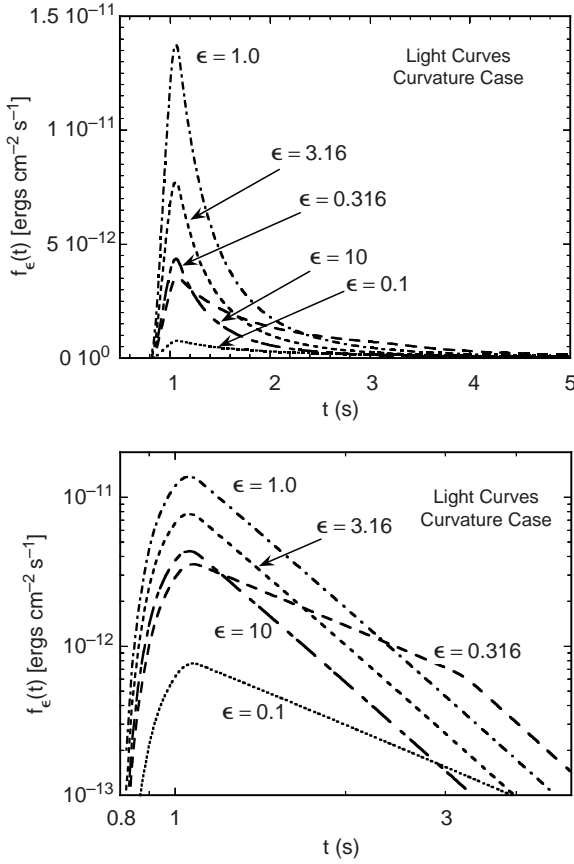 1.5 10⁻¹¹
Light Curves
Curvature Case
ϵ = 1.0
1 10⁻¹¹
ϵ = 3.16
ϵ = 0.316
5 10⁻¹²
ϵ = 10
ϵ = 0.1
0 10⁰
f_ϵ(t) [ergs cm⁻² s⁻¹]
1 2 3 4 5
t (s)
10⁻¹¹
ϵ = 1.0
Light Curves
Curvature Case
ϵ = 3.16
10⁻¹²
ϵ = 10
ϵ = 0.316
ϵ = 0.1
10⁻¹³
f_ϵ(t) [ergs cm⁻² s⁻¹]
0.8 1 3
t (s)